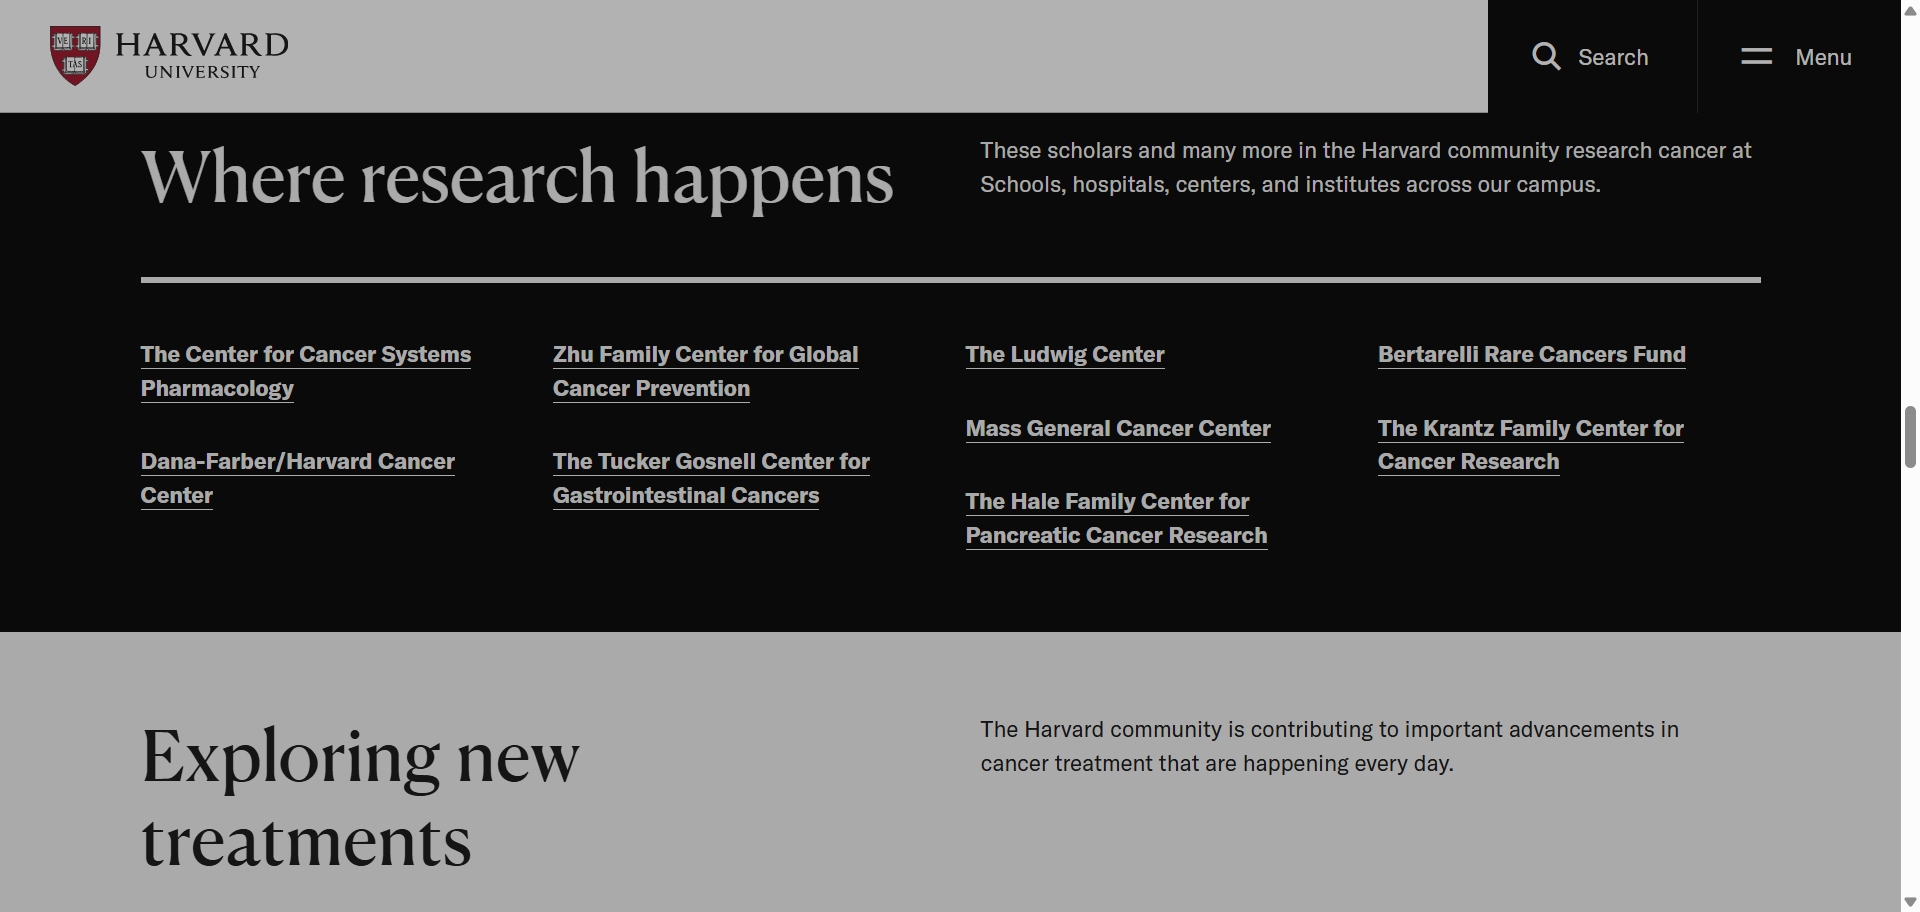 VE RI TAS
HARVARD
UNIVERSITY
Search
Menu
Where research happens
These scholars and many more in the Harvard community research cancer at
Schools, hospitals, centers, and institutes across our campus.
The Center for Cancer Systems
Pharmacology
Dana-Farber/Harvard Cancer
Center
Zhu Family Center for Global
Cancer Prevention
The Tucker Gosnell Center for
Gastrointestinal Cancers
The Ludwig Center
Mass General Cancer Center
The Hale Family Center for
Pancreatic Cancer Research
Bertarelli Rare Cancers Fund
The Krantz Family Center for
Cancer Research
Exploring new
treatments
The Harvard community is contributing to important advancements in
cancer treatment that are happening every day.